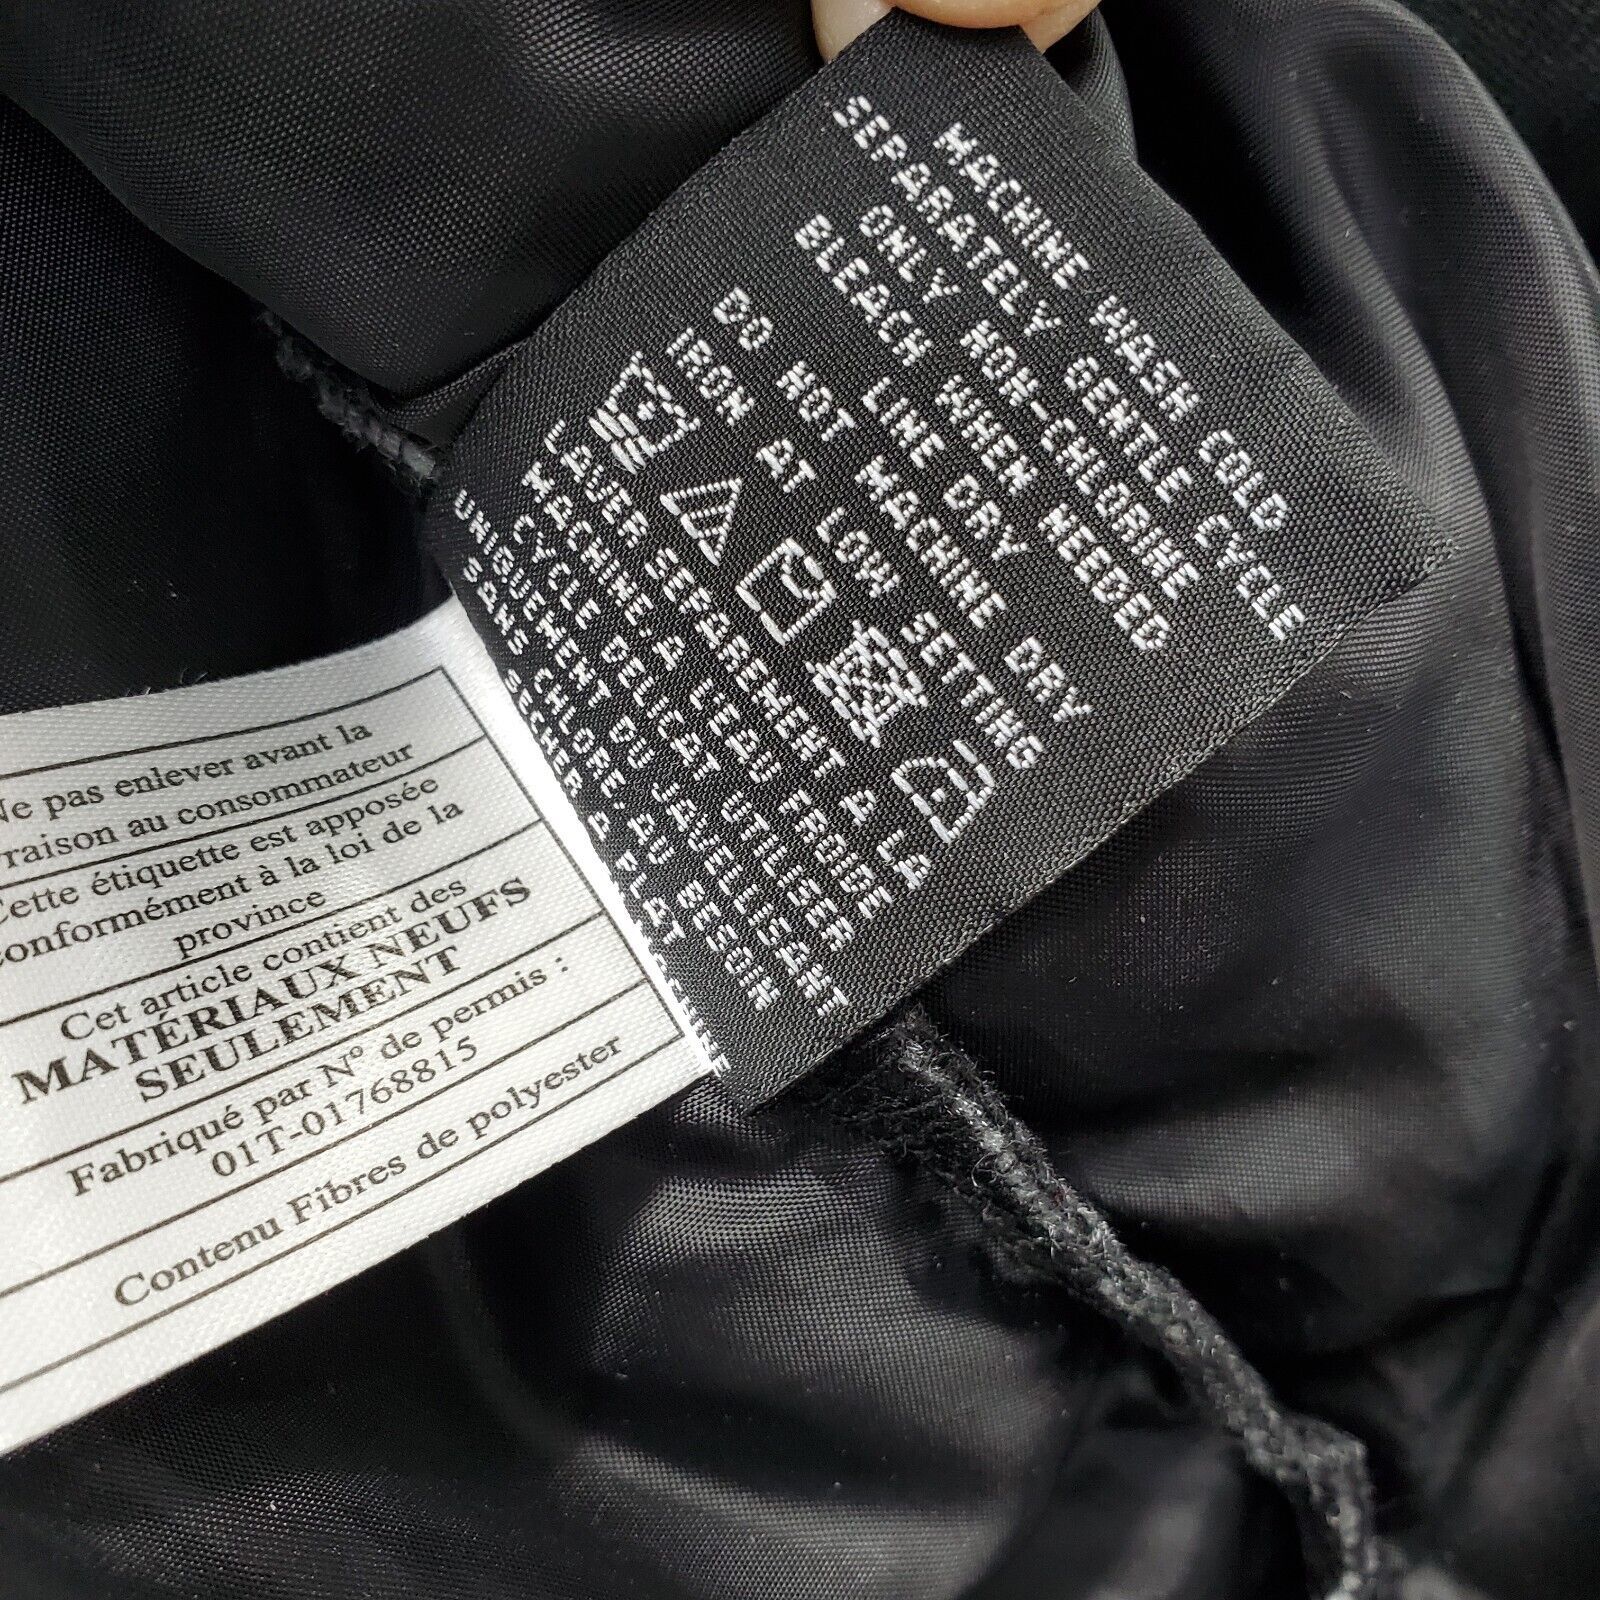 MACHINE WASH COLD
SEPARATELY GENTLE CYCLE
ONLY NON-CHLORINE
BLEACH WHEN NEEDED
LINE DRY
DO NOT MACHINE DRY
IRON AT LOW SETTING
LAVER SEPAREMENT A LA
MACHINE,A L'EAU FROIDE
CYCLE DELICAT UTILISER
UNIQUEMENT DU JAVELLISANT
SANS CHLORE. AU BESOIN
SECHE A PLAT
Ne pas enlever avant la
livraison au consommateur
Cette étiquette est apposée
conformément à la loi de la
province
Cet article contient des
MATÉRIAUX NEUFS
SEULEMENT
Fabriqué par Nº de permis :
01T-01768815
Contenu Fibres de polyester